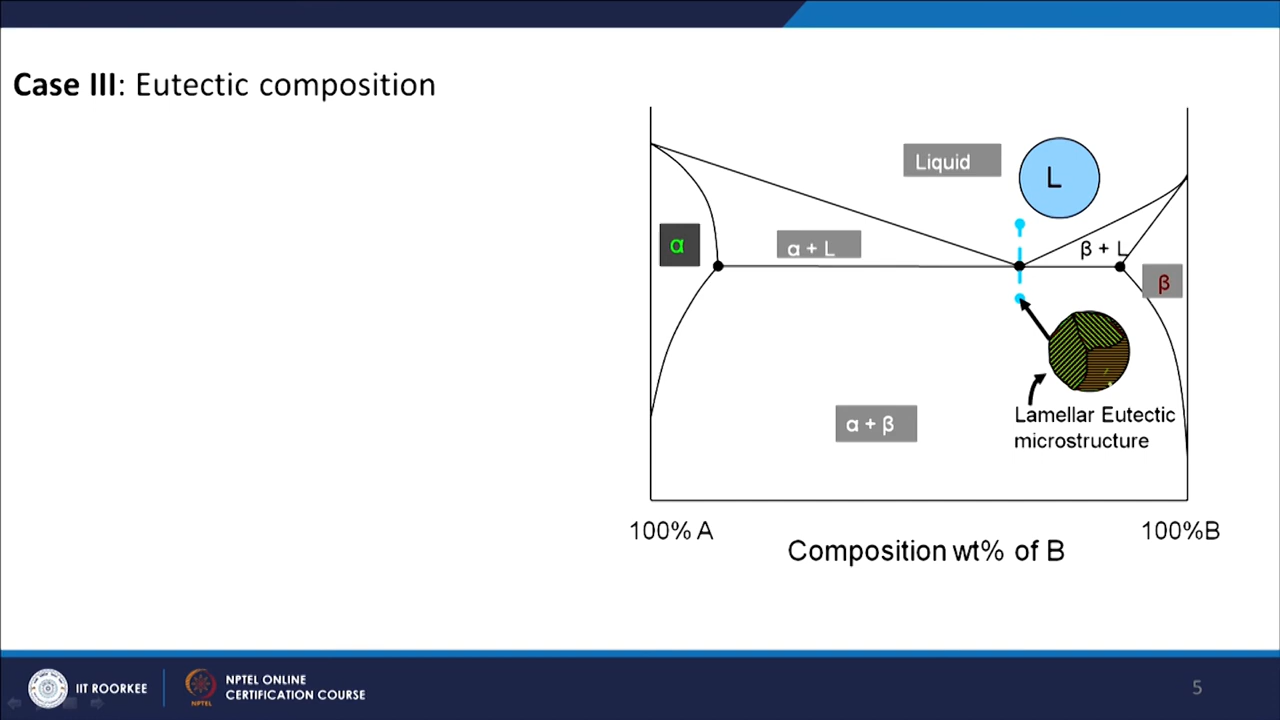 Case III: Eutectic composition
Liquid
L
α
α + L
β + L
β
Lamellar Eutectic
microstructure
α + β
100% A
100%B
Composition wt% of B
IIT ROORKEE
NPTEL
NPTEL ONLINE
CERTIFICATION COURSE
5